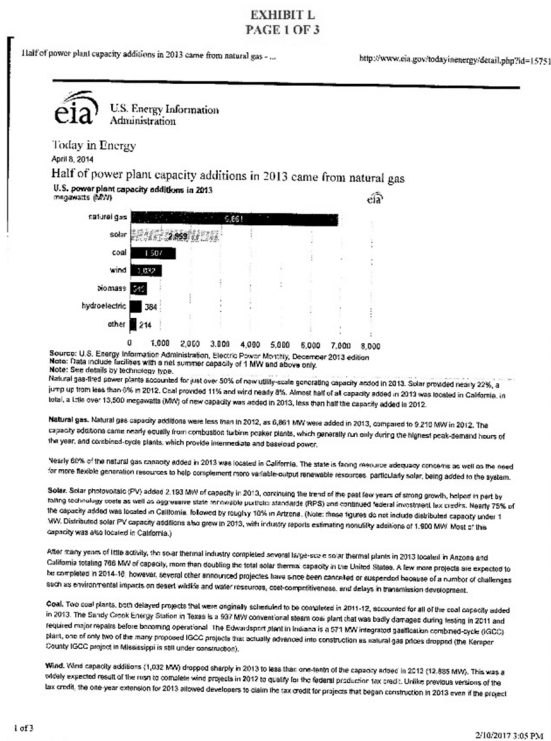 EXHIBIT L
PAGE 1 OF 3
Half of power plant capacity additions in 2013 came from natural gas - ...
http://www.eia.gov/todayinenergy/detail.php?id=15751
eia
U.S. Energy Information
Administration
Today in Energy
April 8, 2014
Half of power plant capacity additions in 2013 came from natural gas
U.S. power plant capacity additions in 2013
megawatts (MW)
eia
natural gas 6,861
solar 2,959
coal 1,507
wind 1,032
biomass
hydroelectric 384
other 214
0 1,000 2,000 3,000 4,000 5,000 6,000 7,000 8,000
Source: U.S. Energy Information Administration, Electric Power Monthly, December 2013 edition
Note: Data include facilities with a net summer capacity of 1 MW and above only.
Note: See details by technology type.
Natural gas-fired power plants accounted for just over 50% of new utility-scale generating capacity added in 2013. Solar provided nearly 22%, a
jump up from less than 6% in 2012. Coal provided 11% and wind nearly 8%. Almost half of all capacity added in 2013 was located in California. In
total, a little over 13,500 megawatts (MW) of new capacity was added in 2013, less than half the capacity added in 2012.
Natural gas. Natural gas capacity additions were less than in 2012, as 6,861 MW were added in 2013, compared to 9,210 MW in 2012. The
capacity additions came nearly equally from combustion turbine peaker plants, which generally run only during the highest peak-demand hours of
the year, and combined-cycle plants, which provide intermediate and baseload power.
Nearly 60% of the natural gas capacity added in 2013 was located in California. The state is facing resource adequacy concerns as well as the need
for more flexible generation resources to help complement more variable-output renewable resources, particularly solar, being added to the system.
Solar. Solar photovoltaic (PV) added 2,193 MW of capacity in 2013, continuing the trend of the past few years of strong growth, helped in part by
falling technology costs as well as aggressive state renewable portfolio standards (RPS) and continued federal investment tax credits. Nearly 75% of
the capacity added was located in California, followed by roughly 10% in Arizona. (Note: these figures do not include distributed capacity under 1
MW. Distributed solar PV capacity additions also grew in 2013, with industry reports estimating nonutility additions of 1,900 MW. Most of this
capacity was also located in California.)
After many years of little activity, the solar thermal industry completed several large-scale solar thermal plants in 2013 located in Arizona and
California totaling 766 MW of capacity, more than doubling the total solar thermal capacity in the United States. A few more projects are expected to
be completed in 2014-16; however, several other announced projects have since been cancelled or suspended because of a number of challenges
such as environmental impacts on desert wildlife and water resources, cost-competitiveness, and delays in transmission development.
Coal. Two coal plants, both delayed projects that were originally scheduled to be completed in 2011-12, accounted for all of the coal capacity added
in 2013. The Sandy Creek Energy Station in Texas is a 937 MW conventional steam coal plant that was badly damaged during testing in 2011 and
required major repairs before becoming operational. The Edwardsport plant in Indiana is a 571 MW integrated gasification combined-cycle (IGCC)
plant, one of only two of the many proposed IGCC projects that actually advanced into construction as natural gas prices dropped (the Kemper
County IGCC project in Mississippi is still under construction).
Wind. Wind capacity additions (1,032 MW) dropped sharply in 2013 to less than one-tenth of the capacity added in 2012 (12,885 MW). This was a
widely expected result of the rush to complete wind projects in 2012 to qualify for the federal production tax credit. Unlike previous versions of the
tax credit, the one-year extension for 2013 allowed developers to claim the tax credit for projects that began construction in 2013 even if the project
1 of 3
2/10/2017 3:05 PM